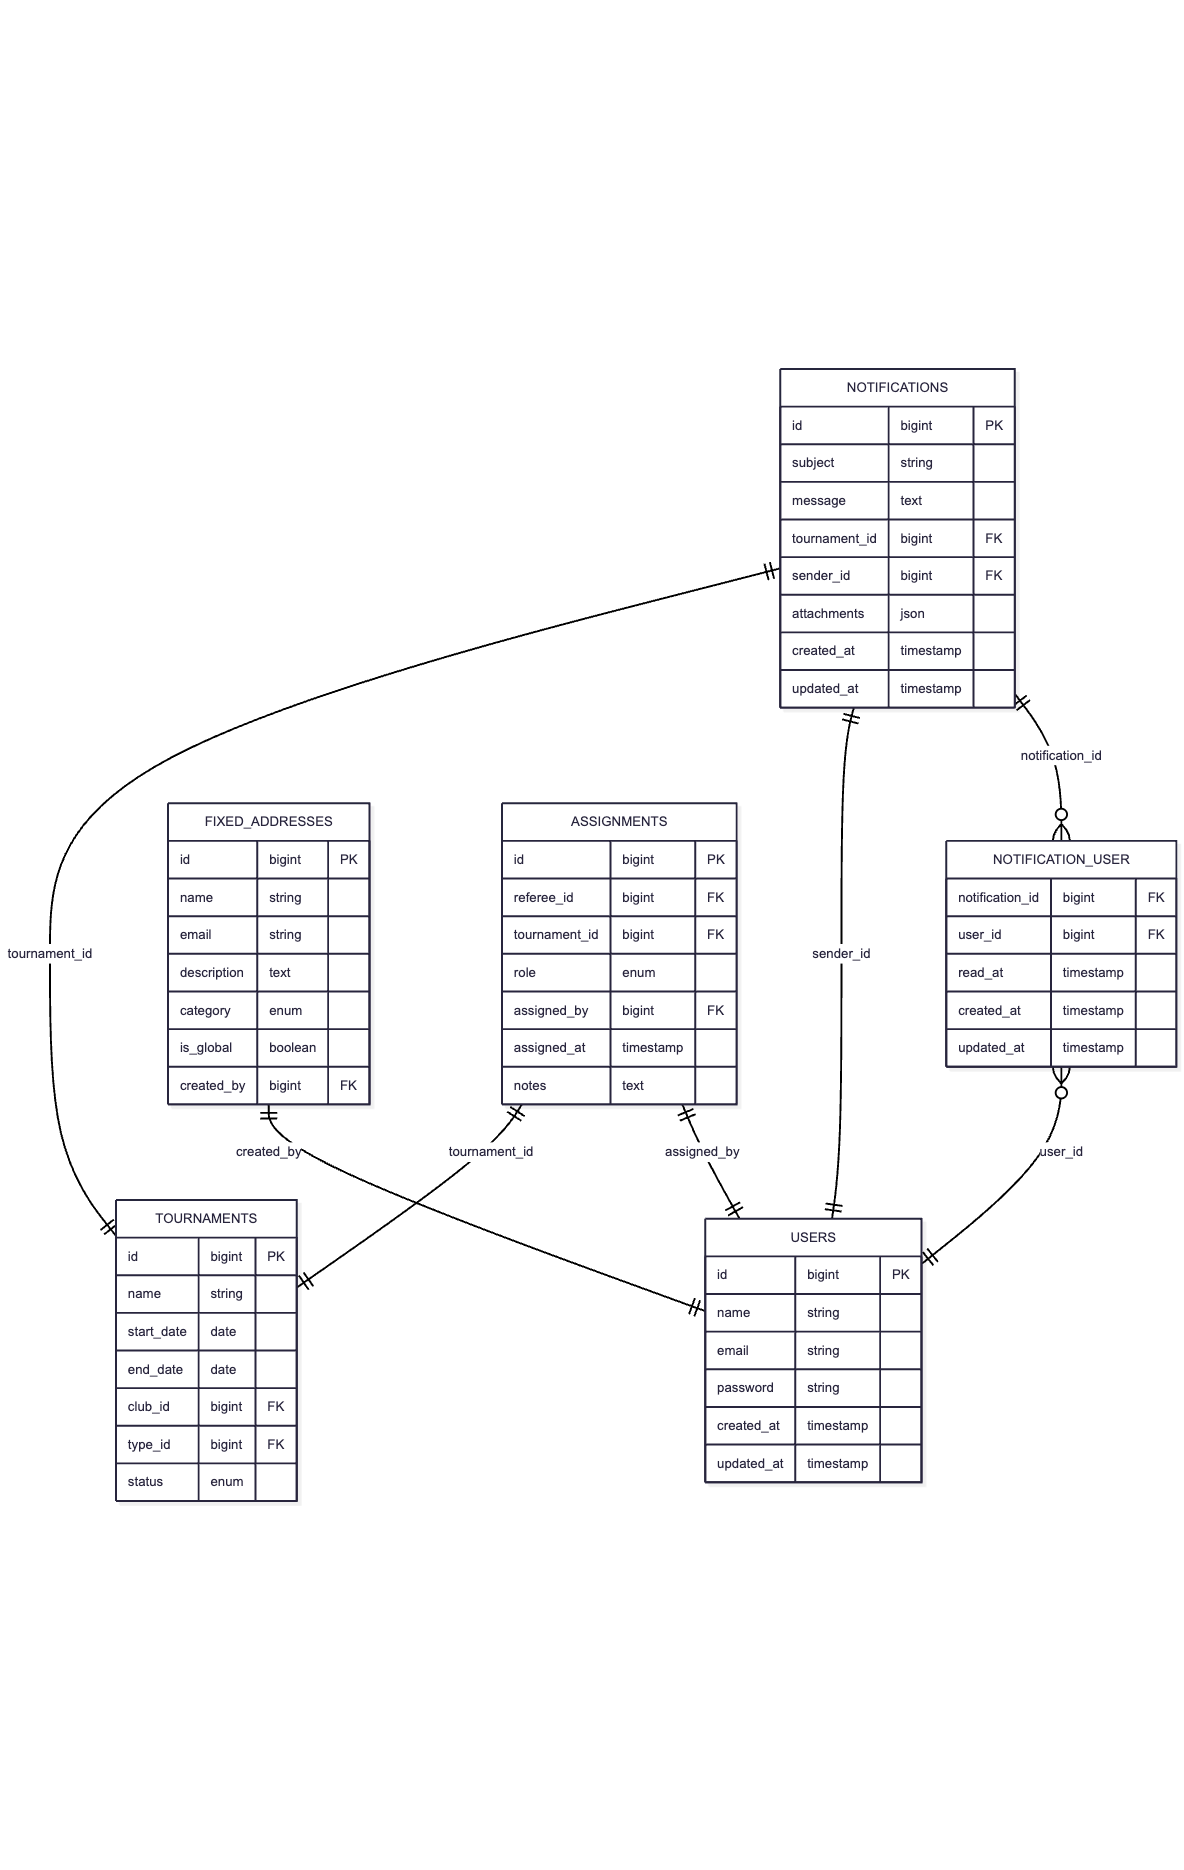 NOTIFICATIONS
id bigint PK
subject string
message text
tournament_id bigint FK
sender_id bigint FK
attachments json
created_at timestamp
updated_at timestamp
notification_id
FIXED_ADDRESSES
id bigint PK
name string
email string
description text
category enum
is_global boolean
created_by bigint FK
ASSIGNMENTS
id bigint PK
referee_id bigint FK
tournament_id bigint FK
role enum
assigned_by bigint FK
assigned_at timestamp
notes text
NOTIFICATION_USER
notification_id bigint FK
user_id bigint FK
read_at timestamp
created_at timestamp
updated_at timestamp
tournament_id
sender_id
created_by
tournament_id
assigned_by
user_id
TOURNAMENTS
id bigint PK
name string
start_date date
end_date date
club_id bigint FK
type_id bigint FK
status enum
USERS
id bigint PK
name string
email string
password string
created_at timestamp
updated_at timestamp